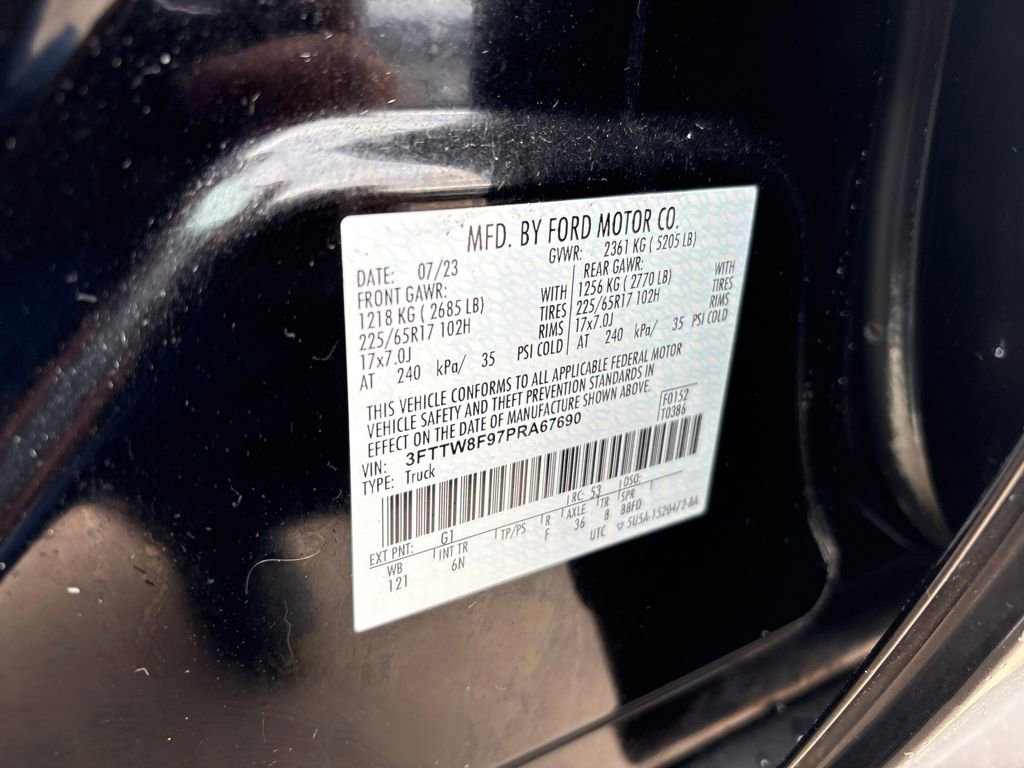 MFD. BY FORD MOTOR CO.
DATE: 07/23 GVWR: 2361 KG ( 5205 LB)
FRONT GAWR: REAR GAWR:
1218 KG ( 2685 LB) WITH 1256 KG ( 2770 LB) WITH
225/65R17 102H TIRES 225/65R17 102H TIRES
17x7.0J RIMS 17x7.0J RIMS
AT 240 kPa/ 35 PSI COLD AT 240 kPa/ 35 PSI COLD
THIS VEHICLE CONFORMS TO ALL APPLICABLE FEDERAL MOTOR
VEHICLE SAFETY AND THEFT PREVENTION STANDARDS IN
EFFECT ON THE DATE OF MANUFACTURE SHOWN ABOVE.
VIN: 3FTTW8F97PRA67690 F0152
TYPE: Truck T0386
EXT PNT: G1 RC: 53 DSO:
WB INT TR TP/PS R AXLE TR SPR
121 6N F 36 8 BBFD
UTC ▽ 5U5A-1520472-BA